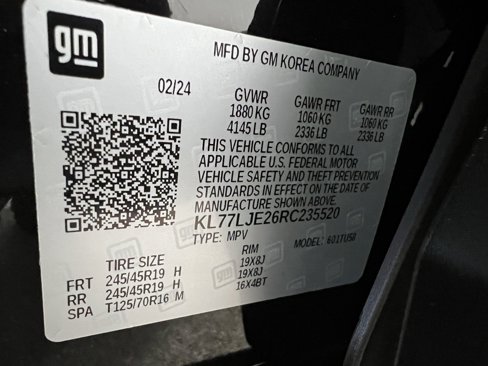 gm
MFD BY GM KOREA COMPANY
02/24 GVWR GAWR FRT GAWR RR
1880 KG 1060 KG 1060 KG
4145 LB 2336 LB 2336 LB
THIS VEHICLE CONFORMS TO ALL
APPLICABLE U.S. FEDERAL MOTOR
VEHICLE SAFETY AND THEFT PREVENTION
STANDARDS IN EFFECT ON THE DATE OF
MANUFACTURE SHOWN ABOVE.
KL77LJE26RC235520
TYPE: MPV MODEL: 601TU58
TIRE SIZE RIM
FRT 245/45R19 H 19X8J
RR 245/45R19 H 19X8J
SPA T125/70R16 M 16X4BT